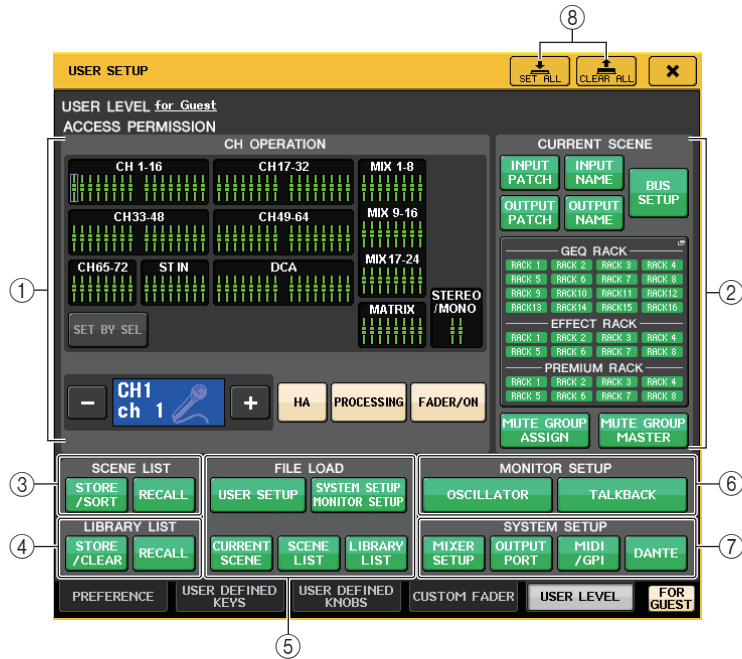 ⑧
USER SETUP
SET ALL
CLEAR ALL
USER LEVEL for Guest
ACCESS PERMISSION
CH OPERATION
CH 1-16
CH17-32
MIX 1-8
CH33-48
CH49-64
MIX 9-16
CH65-72
ST IN
DCA
MIX17-24
MATRIX
STEREO
/MONO
SET BY SEL
CH1
ch 1
HA
PROCESSING
FADER/ON
①
CURRENT SCENE
INPUT
PATCH
INPUT
NAME
BUS
SETUP
OUTPUT
PATCH
OUTPUT
NAME
GEQ RACK
RACK 1 RACK 2 RACK 3 RACK 4
RACK 5 RACK 6 RACK 7 RACK 8
RACK 9 RACK10 RACK11 RACK12
RACK13 RACK14 RACK15 RACK16
EFFECT RACK
RACK 1 RACK 2 RACK 3 RACK 4
RACK 5 RACK 6 RACK 7 RACK 8
PREMIUM RACK
RACK 1 RACK 2 RACK 3 RACK 4
RACK 5 RACK 6 RACK 7 RACK 8
MUTE GROUP
ASSIGN
MUTE GROUP
MASTER
②
③
SCENE LIST
STORE
/SORT
RECALL
④
LIBRARY LIST
STORE
/CLEAR
RECALL
FILE LOAD
USER SETUP
SYSTEM SETUP
MONITOR SETUP
CURRENT
SCENE
SCENE
LIST
LIBRARY
LIST
MONITOR SETUP
OSCILLATOR
TALKBACK
⑥
SYSTEM SETUP
MIXER
SETUP
OUTPUT
PORT
MIDI
/GPI
DANTE
⑦
PREFERENCE
USER DEFINED
KEYS
USER DEFINED
KNOBS
CUSTOM FADER
USER LEVEL
FOR
GUEST
⑤